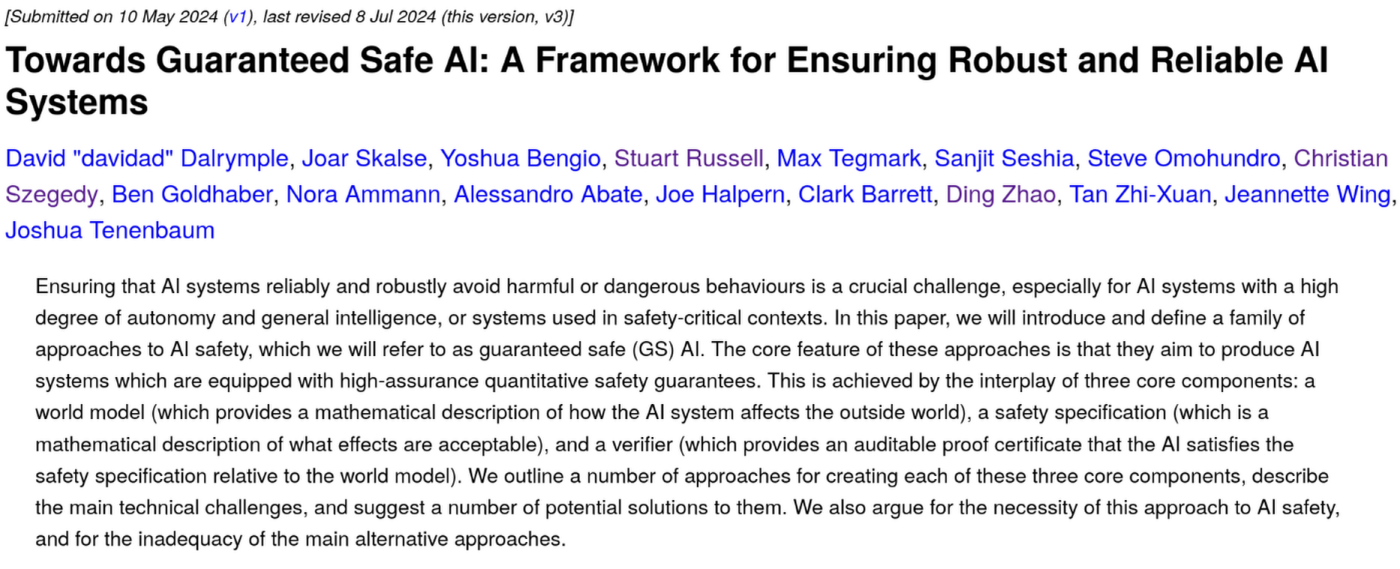 [Submitted on 10 May 2024 (v1), last revised 8 Jul 2024 (this version, v3)]
Towards Guaranteed Safe AI: A Framework for Ensuring Robust and Reliable AI
Systems
David "davidad" Dalrymple, Joar Skalse, Yoshua Bengio, Stuart Russell, Max Tegmark, Sanjit Seshia, Steve Omohundro, Christian
Szegedy, Ben Goldhaber, Nora Ammann, Alessandro Abate, Joe Halpern, Clark Barrett, Ding Zhao, Tan Zhi-Xuan, Jeannette Wing,
Joshua Tenenbaum
Ensuring that AI systems reliably and robustly avoid harmful or dangerous behaviours is a crucial challenge, especially for AI systems with a high
degree of autonomy and general intelligence, or systems used in safety-critical contexts. In this paper, we will introduce and define a family of
approaches to AI safety, which we will refer to as guaranteed safe (GS) AI. The core feature of these approaches is that they aim to produce AI
systems which are equipped with high-assurance quantitative safety guarantees. This is achieved by the interplay of three core components: a
world model (which provides a mathematical description of how the AI system affects the outside world), a safety specification (which is a
mathematical description of what effects are acceptable), and a verifier (which provides an auditable proof certificate that the AI satisfies the
safety specification relative to the world model). We outline a number of approaches for creating each of these three core components, describe
the main technical challenges, and suggest a number of potential solutions to them. We also argue for the necessity of this approach to AI safety,
and for the inadequacy of the main alternative approaches.